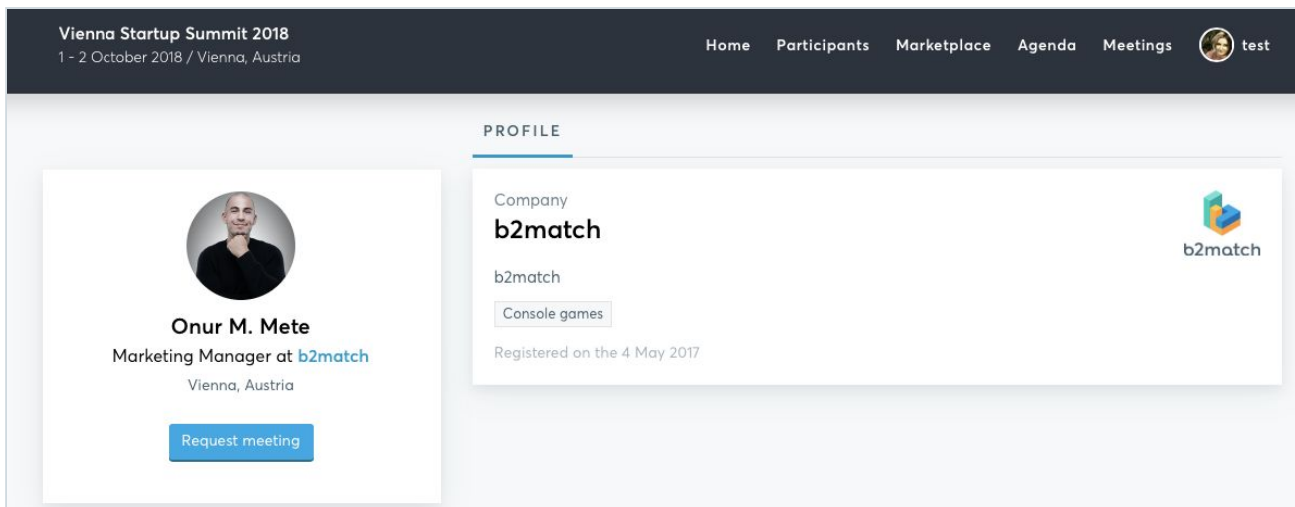 Vienna Startup Summit 2018
1 - 2 October 2018 / Vienna, Austria
Home Participants Marketplace Agenda Meetings test
PROFILE
Onur M. Mete
Marketing Manager at b2match
Vienna, Austria
Request meeting
Company
b2match
b2match
Console games
Registered on the 4 May 2017
b2match